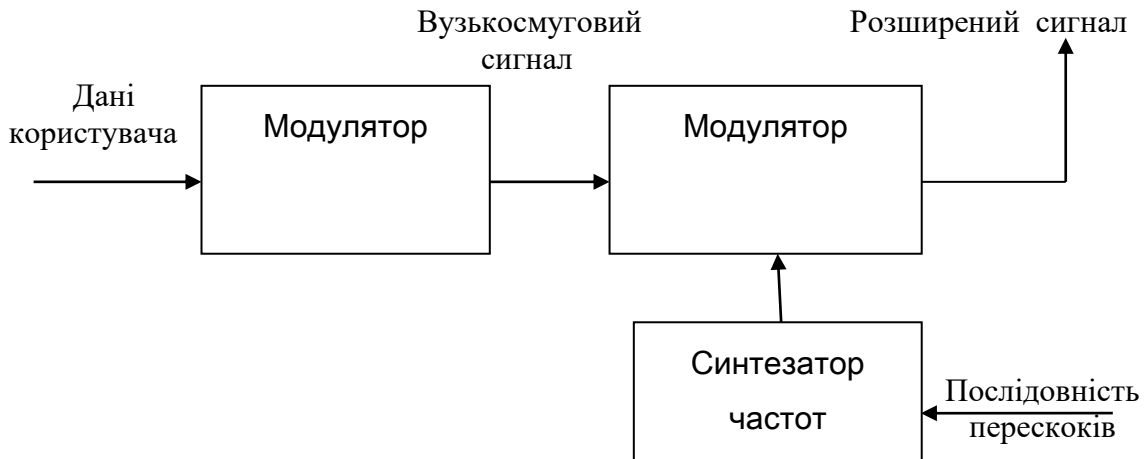 Вузькосмуговий
сигнал
Розширений сигнал
Дані
користувача
Модулятор
Модулятор
Синтезатор
частот
Послідовність
перескоків